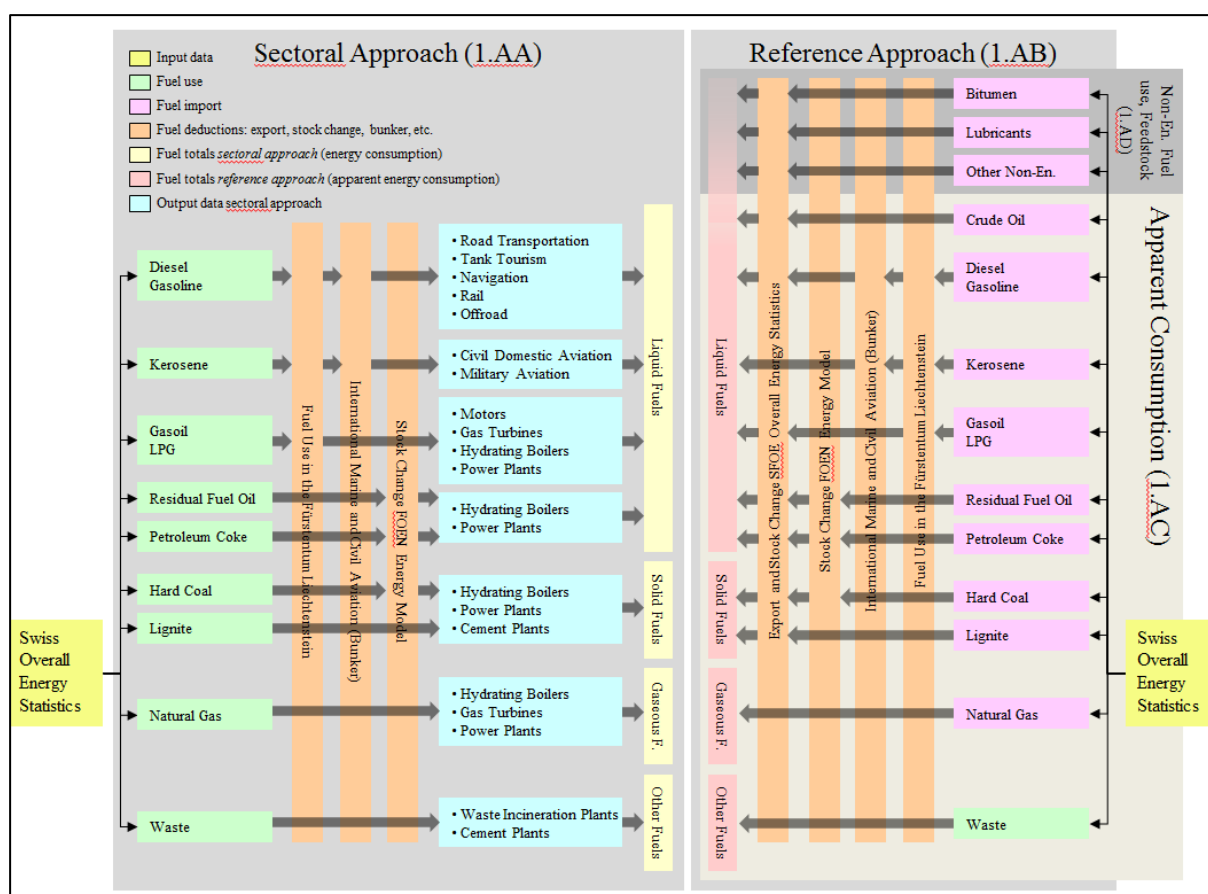 Sectoral Approach (1.AA)
Input data
Fuel use
Fuel import
Fuel deductions: export, stock change, bunker, etc.
Fuel totals sectoral approach (energy consumption)
Fuel totals reference approach (apparent energy consumption)
Output data sectoral approach
Swiss
Overall
Energy
Statistics
Diesel
Gasoline
Kerosene
Gasoil
LPG
Residual Fuel Oil
Petroleum Coke
Hard Coal
Lignite
Natural Gas
Waste
Fuel Use in the Fürstentum Liechtenstein
International Marine and Civil Aviation (Bunker)
Stock Change FOEN Energy Model
• Road Transportation
• Tank Tourism
• Navigation
• Rail
• Offroad
• Civil Domestic Aviation
• Military Aviation
• Motors
• Gas Turbines
• Hydrating Boilers
• Power Plants
• Hydrating Boilers
• Power Plants
• Hydrating Boilers
• Power Plants
• Cement Plants
• Hydrating Boilers
• Gas Turbines
• Power Plants
• Waste Incineration Plants
• Cement Plants
Liquid Fuels
Solid Fuels
Gaseous F.
Other Fuels
Reference Approach (1.AB)
Liquid Fuels
Solid Fuels
Gaseous F.
Other Fuels
Export and Stock Change SFOE Overall Energy Statistics
Stock Change FOEN Energy Model
International Marine and Civil Aviation (Bunker)
Fuel Use in the Fürstentum Liechtenstein
Bitumen
Lubricants
Other Non-En.
Crude Oil
Diesel
Gasoline
Kerosene
Gasoil
LPG
Residual Fuel Oil
Petroleum Coke
Hard Coal
Lignite
Natural Gas
Waste
Non-En. Fuel
use, Feedstock
(1.AD)
Apparent Consumption (1.AC)
Swiss
Overall
Energy
Statistics